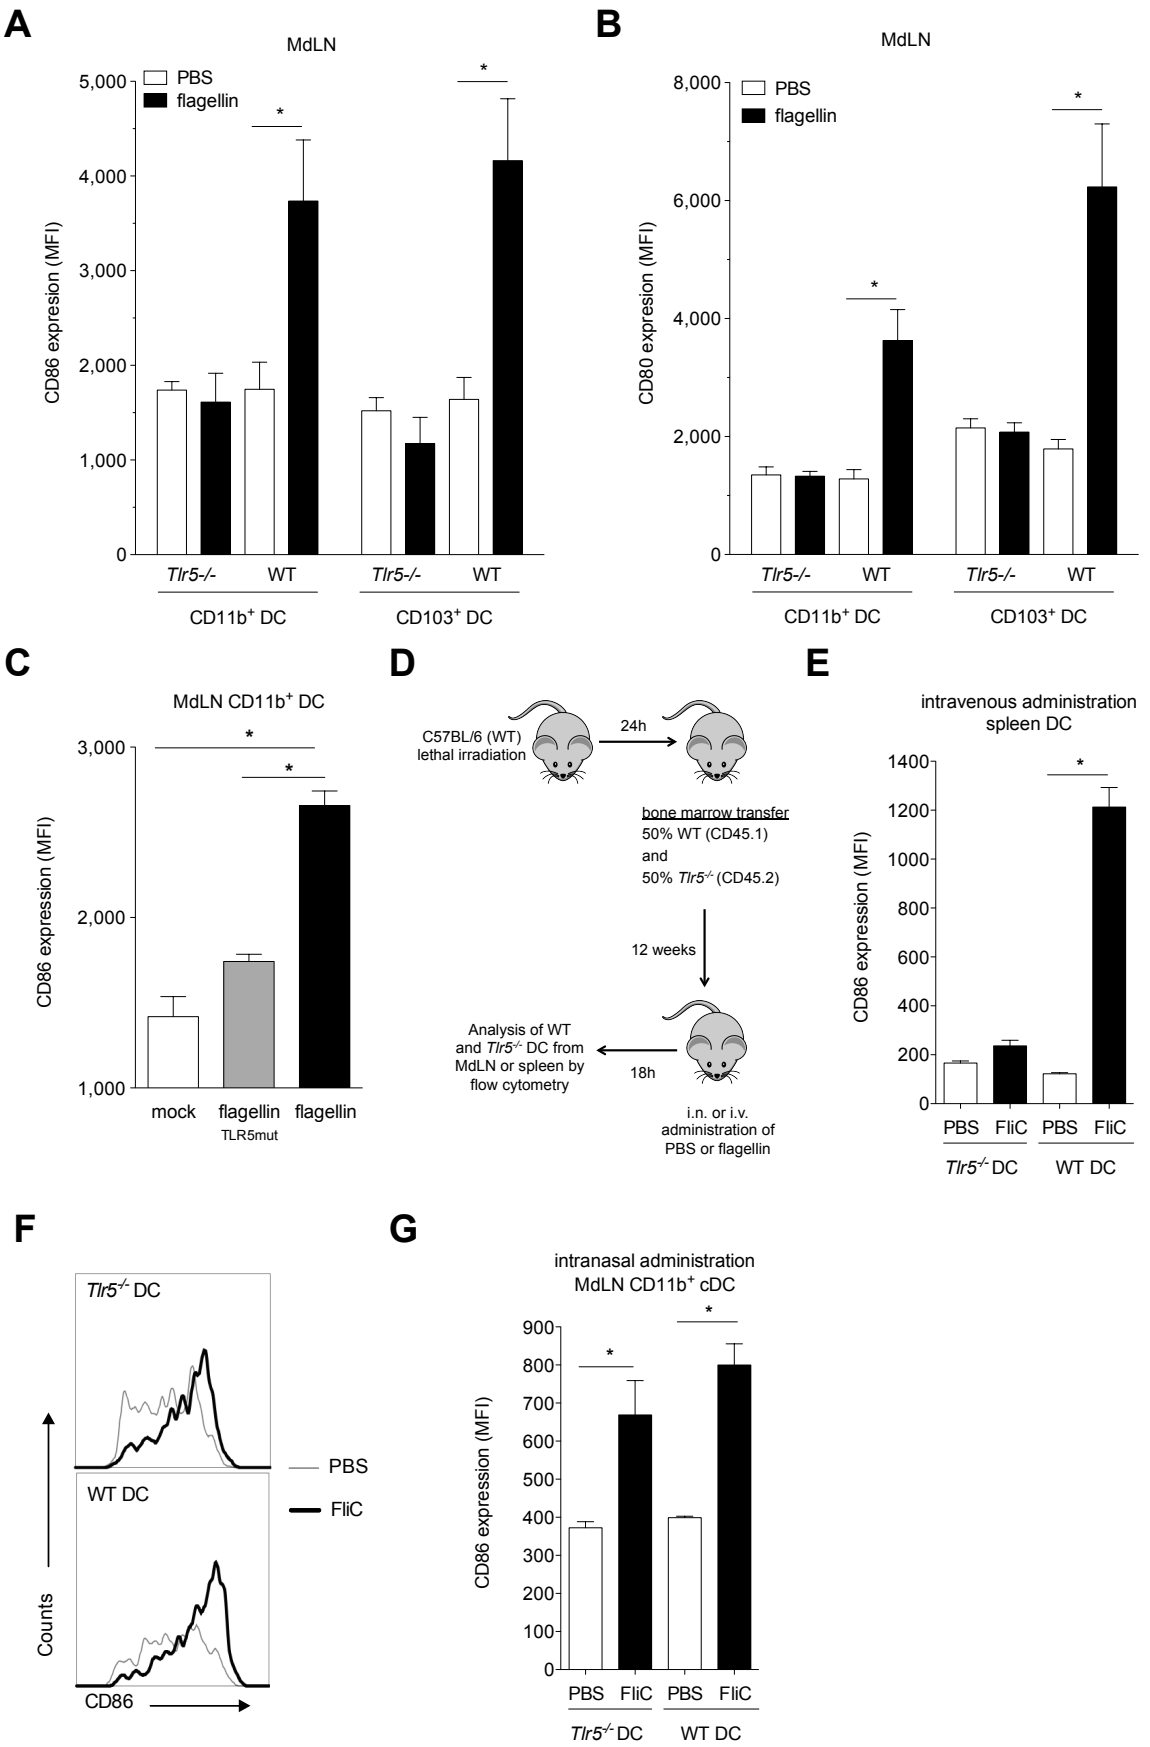 A
MdLN
PBS
flagellin
*
*
5,000
4,000
3,000
2,000
1,000
0
CD86 expresion (MFI)
Tlr5-/- WT Tlr5-/- WT
CD11b+ DC CD103+ DC
B
MdLN
PBS
flagellin
*
*
8,000
6,000
4,000
2,000
0
CD80 expresion (MFI)
Tlr5-/- WT Tlr5-/- WT
CD11b+ DC CD103+ DC
C
MdLN CD11b+ DC
*
*
3,000
2,000
1,000
CD86 expression (MFI)
mock flagellin flagellin
TLR5mut
D
C57BL/6 (WT)
lethal irradiation
24h
bone marrow transfer
50% WT (CD45.1)
and
50% Tlr5-/- (CD45.2)
12 weeks
i.n. or i.v.
administration of
PBS or flagellin
18h
Analysis of WT
and Tlr5-/- DC from
MdLN or spleen by
flow cytometry
E
intravenous administration
spleen DC
*
1400
1200
1000
800
600
400
200
0
CD86 expression (MFI)
PBS FliC PBS FliC
Tlr5-/- DC WT DC
F
Tlr5-/- DC
WT DC
PBS
FliC
Counts
CD86
G
intranasal administration
MdLN CD11b+ cDC
*
*
900
800
700
600
500
400
300
200
100
0
CD86 expression (MFI)
PBS FliC PBS FliC
Tlr5-/- DC WT DC